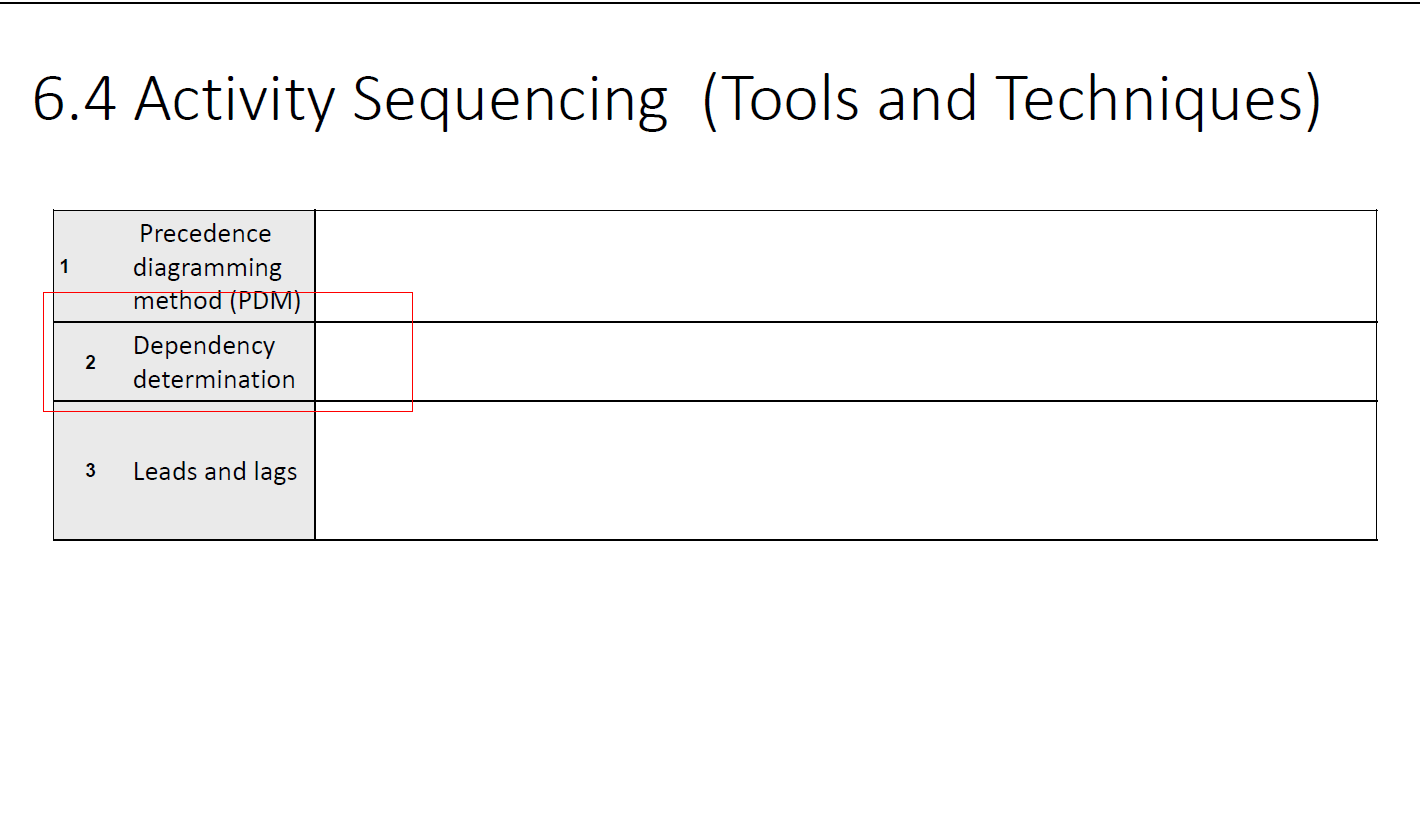 6.4 Activity Sequencing  (Tools and Techniques)
1
Precedence
diagramming
method (PDM)
2
Dependency
determination
3
Leads and lags